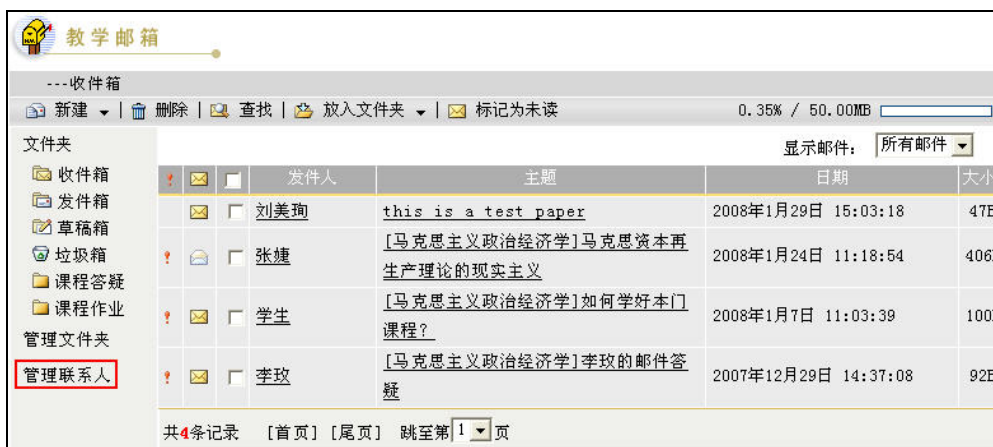 教学邮箱
---收件箱
新建 | 删除 | 查找 | 放入文件夹 | 标记为未读 0.35% / 50.00MB
文件夹
显示邮件: 所有邮件
收件箱
发件箱
草稿箱
垃圾箱
课程答疑
课程作业
管理文件夹
管理联系人
发件人 主题 日期 大小
刘美珣 this is a test paper 2008年1月29日 15:03:18 47
张婕 [马克思主义政治经济学]马克思资本再
生产理论的现实主义 2008年1月24日 11:18:54 406
学生 [马克思主义政治经济学]如何学好本门
课程? 2008年1月7日 11:03:39 100
李玫 [马克思主义政治经济学]李玫的邮件答
疑 2007年12月29日 14:37:08 92
共4条记录 [首页] [尾页] 跳至第 1 页